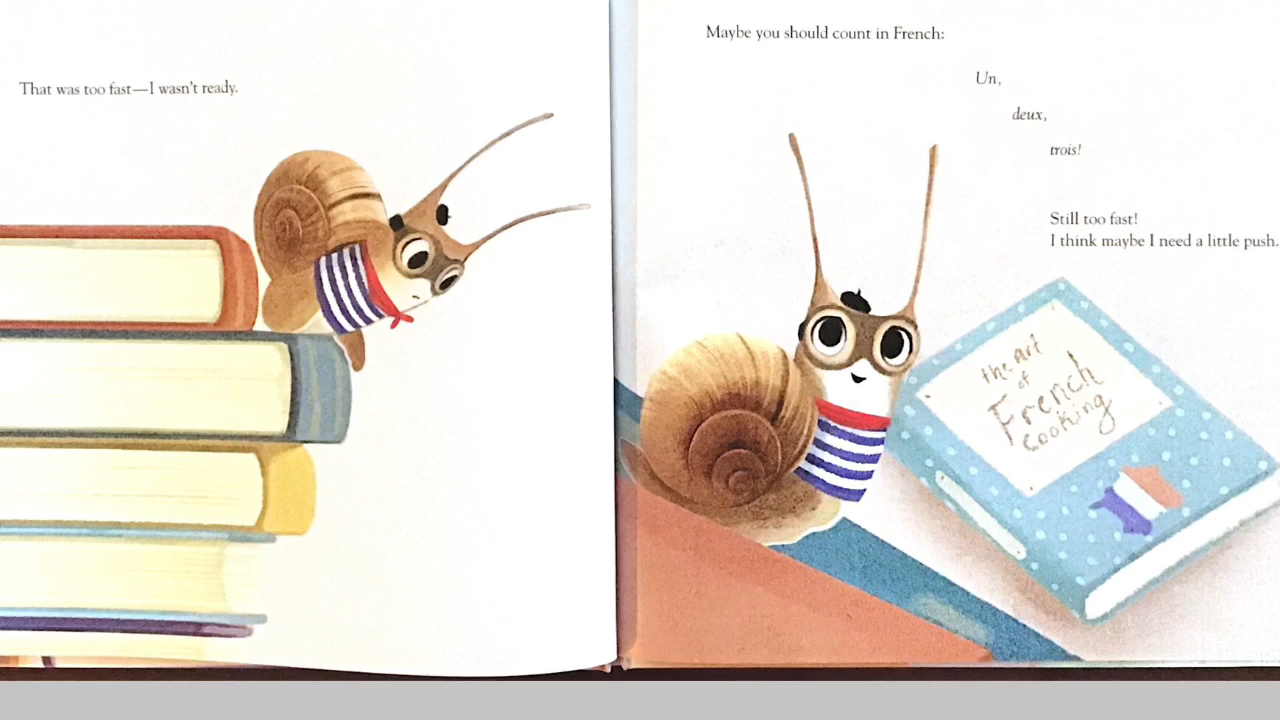 That was too fast—I wasn't ready.
Maybe you should count in French:
Un,
deux,
trois!
Still too fast!
I think maybe I need a little push.
the Art
of
French
cooking